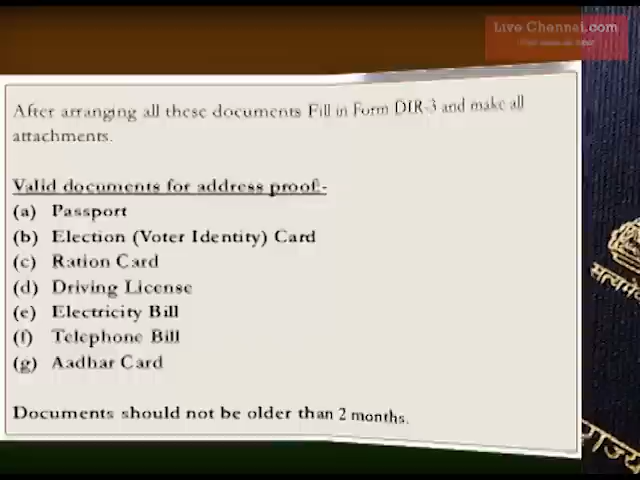 Live Chennai.com
After arranging all these documents Fill in Form DIR-3 and make all
attachments.
Valid documents for address proof:-
(a) Passport
(b) Election (Voter Identity) Card
(c) Ration Card
(d) Driving License
(e) Electricity Bill
(f) Telephone Bill
(g) Aadhar Card
Documents should not be older than 2 months.